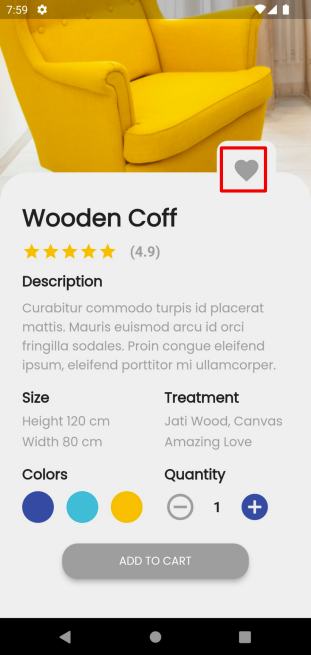 7:59
Wooden Coff
(4.9)
Description
Curabitur commodo turpis id placerat
mattis. Mauris euismod arcu id orci
fringilla sodales. Proin congue eleifend
ipsum, eleifend porttitor mi ullamcorper.
Size
Height 120 cm
Width 80 cm
Treatment
Jati Wood, Canvas
Amazing Love
Colors
Quantity
1
ADD TO CART